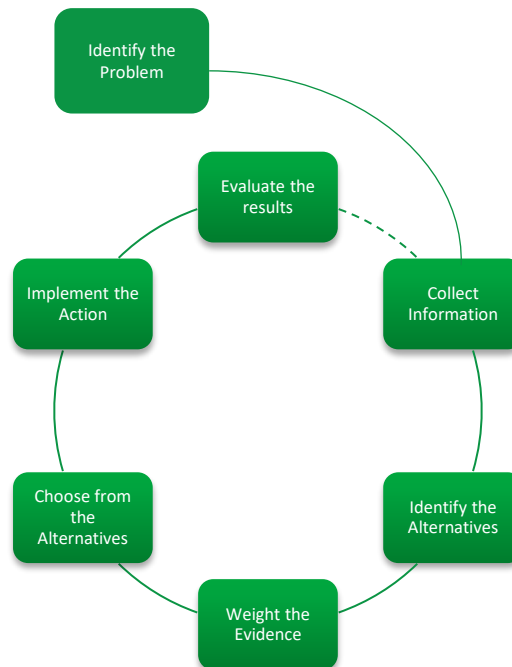 Identify the
Problem
Evaluate the
results
Collect
Information
Identify the
Alternatives
Weight the
Evidence
Choose from
the
Alternatives
Implement the
Action